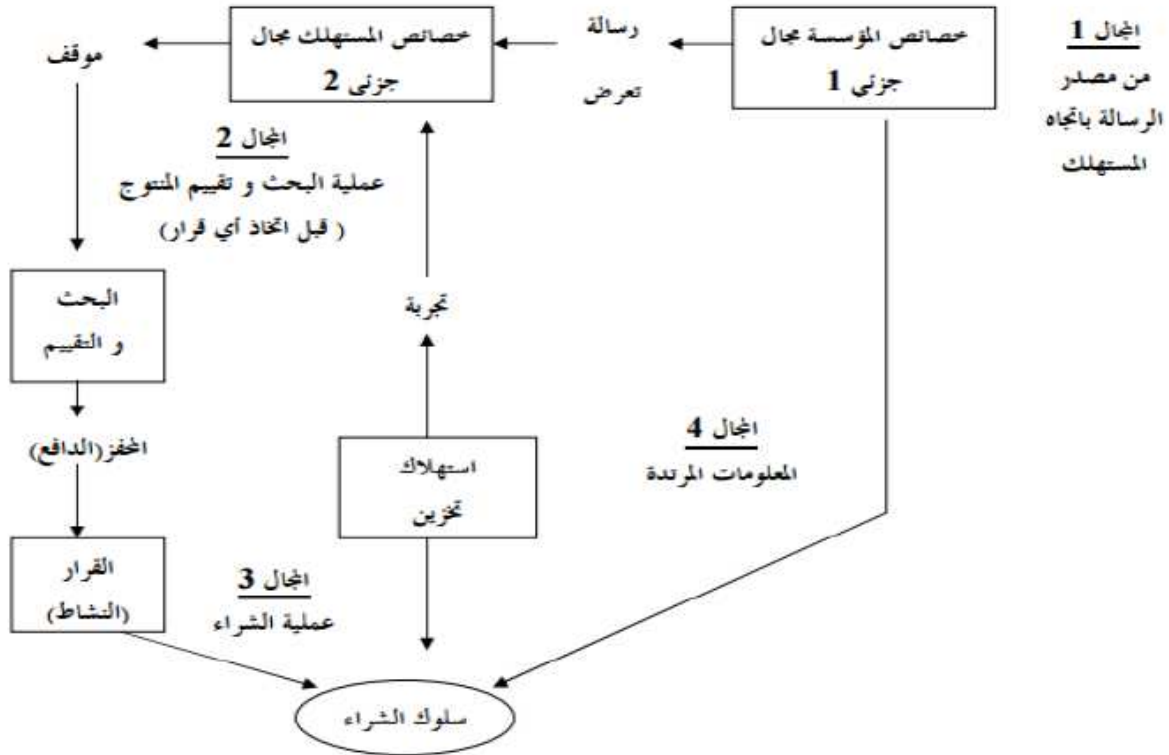 المجال 1
من مصدر
الرسالة باتجاه
المستهلك
خصائص المؤسسة مجال
جزئي 1
رسالة
تعرض
خصائص المستهلك مجال
جزئى 2
موقف
المجال 2
عملية البحث و تقييم المنتوج
( قبل اتخاذ أي قرار)
البحث
و التقييم
تجربة
المحفز(الدافع)
المجال 4
المعلومات المرتدة
استهلاك
تخزين
القرار
(النشاط)
المجال 3
عملية الشراء
سلوك الشراء